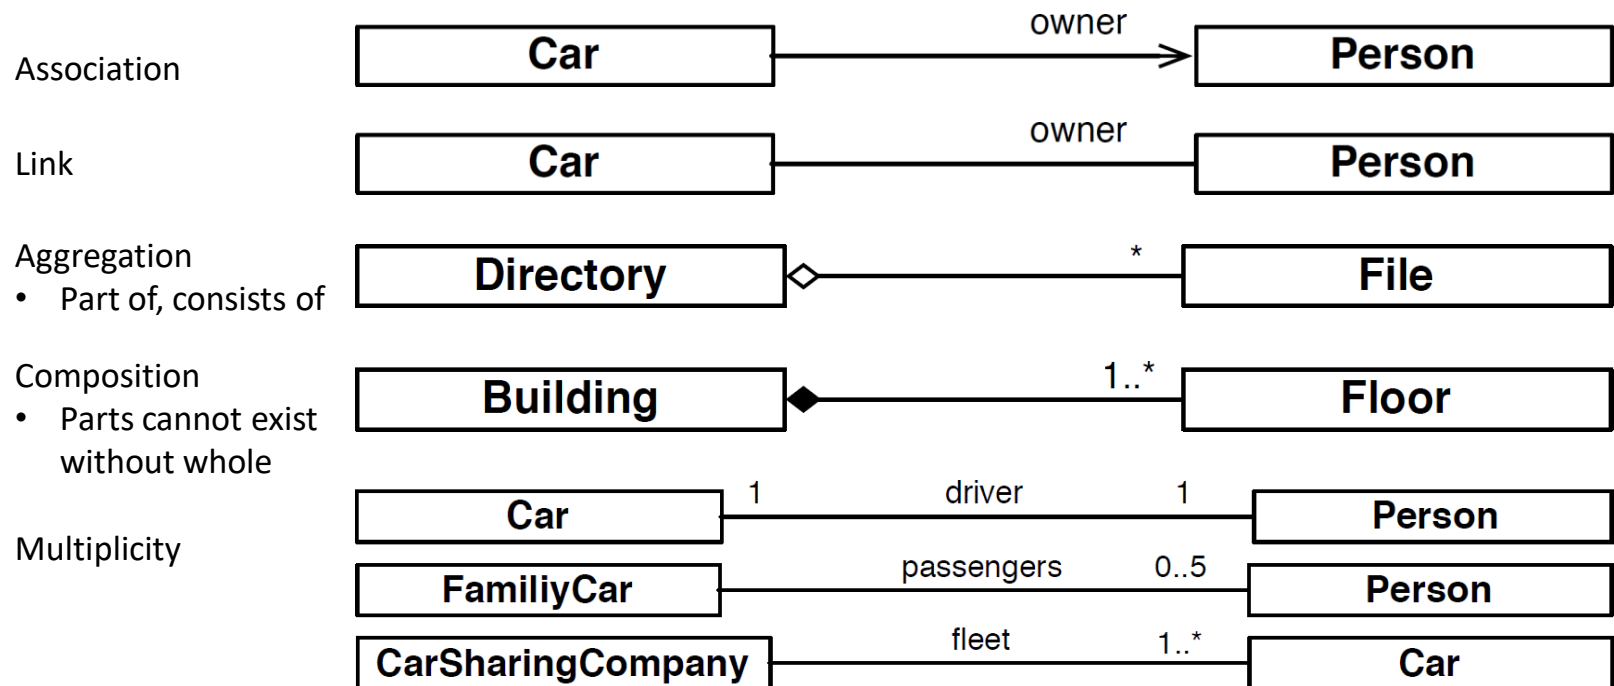 owner
Association
Car
Person
owner
Link
Car
Person
Aggregation
• Part of, consists of
Directory
*
File
Composition
• Parts cannot exist
without whole
Building
1..*
Floor
Multiplicity
Car
1
driver
1
Person
FamiliyCar
passengers
0..5
Person
CarSharingCompany
fleet
1..*
Car